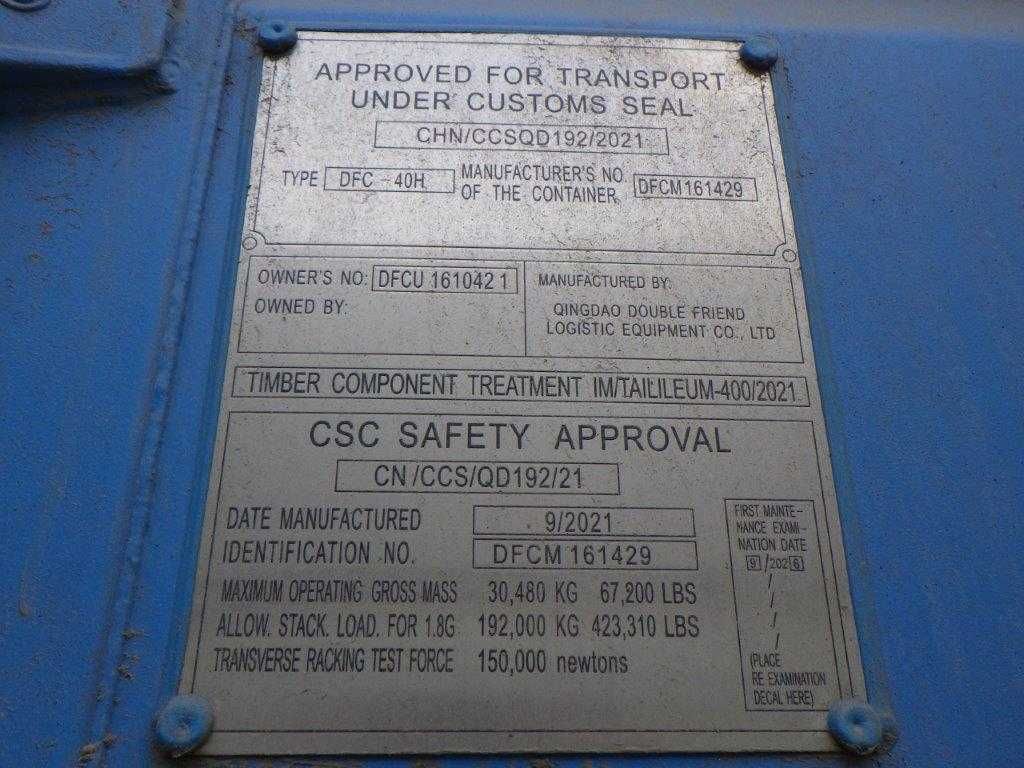 APPROVED FOR TRANSPORT
UNDER CUSTOMS SEAL
CHN/CCSQD192/2021
TYPE DFC - 40H MANUFACTURER'S NO. OF THE CONTAINER DFCM 161429
OWNER'S NO: DFCU 161042 1
OWNED BY:
MANUFACTURED BY:
QINGDAO DOUBLE FRIEND
LOGISTIC EQUIPMENT CO., LTD
TIMBER COMPONENT TREATMENT IM/TAILILEUM-400/2021
CSC SAFETY APPROVAL
CN/CCS/QD192/21
DATE MANUFACTURED 9/2021
IDENTIFICATION NO. DFCM 161429
MAXIMUM OPERATING GROSS MASS 30,480 KG 67,200 LBS
ALLOW. STACK. LOAD. FOR 1.8G 192,000 KG 423,310 LBS
TRANSVERSE RACKING TEST FORCE 150,000 newtons
FIRST MAINTE-
NANCE EXAMI-
NATION DATE
9/2026
/
/
/
/
(PLACE
RE EXAMINATION
DECAL HERE)